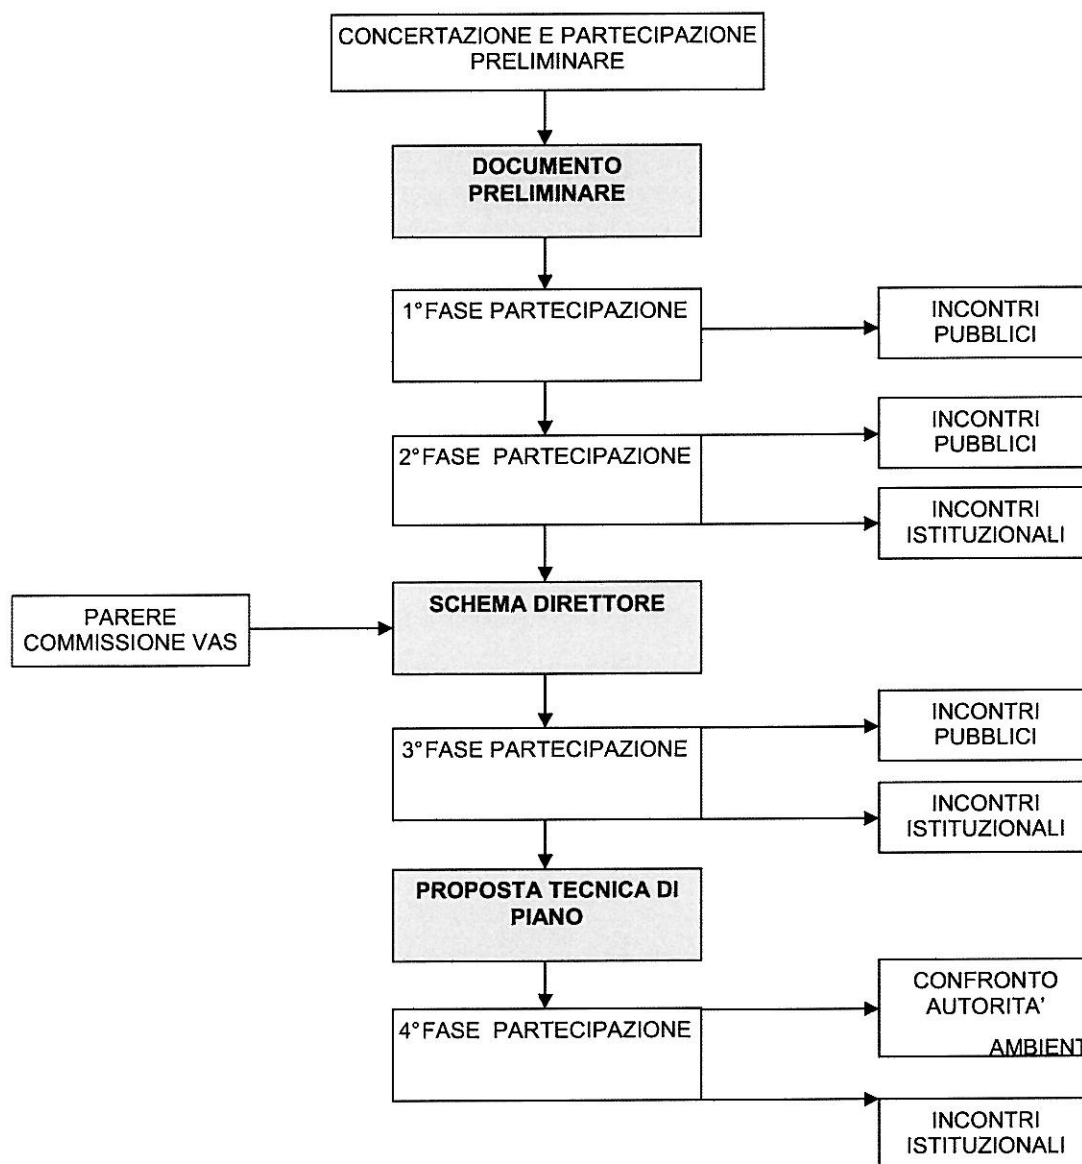 CONCERTAZIONE E PARTECIPAZIONE
PRELIMINARE
DOCUMENTO
PRELIMINARE
1°FASE PARTECIPAZIONE
INCONTRI
PUBBLICI
2°FASE PARTECIPAZIONE
INCONTRI
PUBBLICI
INCONTRI
ISTITUZIONALI
PARERE
COMMISSIONE VAS
SCHEMA DIRETTORE
3°FASE PARTECIPAZIONE
INCONTRI
PUBBLICI
INCONTRI
ISTITUZIONALI
PROPOSTA TECNICA DI
PIANO
4°FASE PARTECIPAZIONE
CONFRONTO
AUTORITA'
AMBIENT
INCONTRI
ISTITUZIONALI